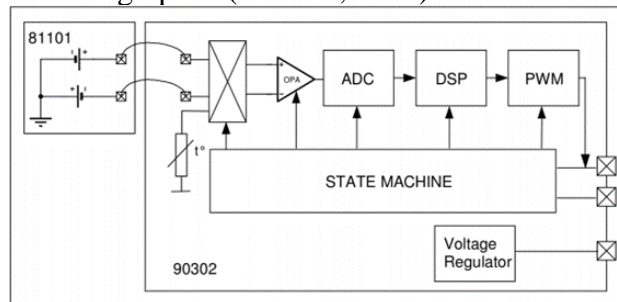 81101
OPA
ADC
DSP
PWM
t°
STATE MACHINE
Voltage
Regulator
90302